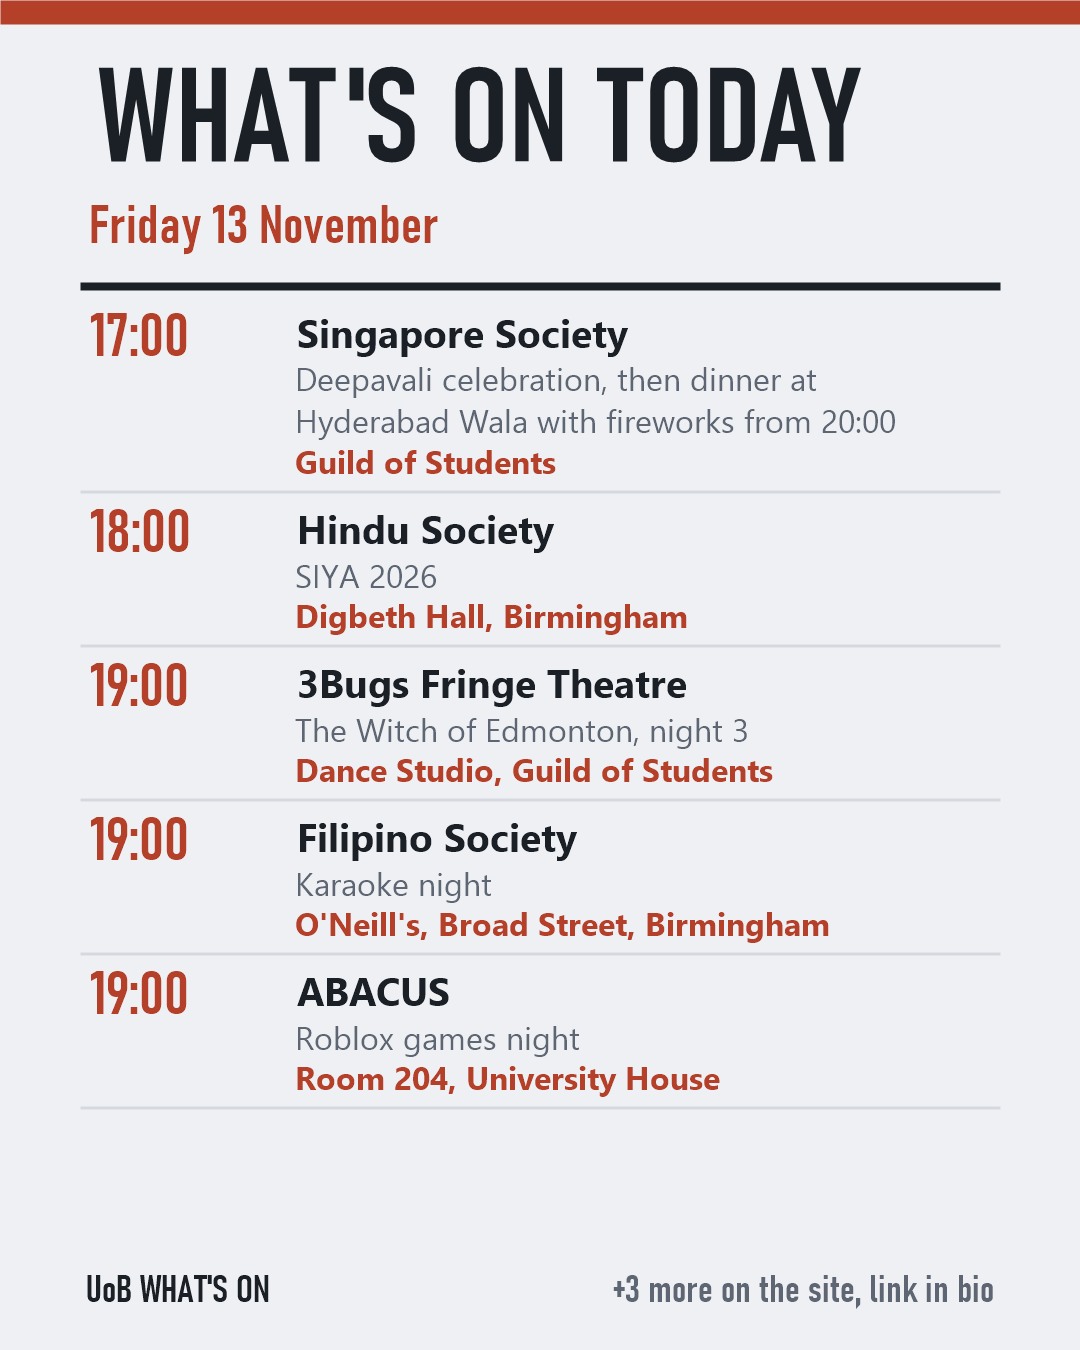 WHAT'S ON TODAY
Friday 13 November
17:00
Singapore Society
Deepavali celebration, then dinner at
Hyderabad Wala with fireworks from 20:00
Guild of Students
18:00
Hindu Society
SIYA 2026
Digbeth Hall, Birmingham
19:00
3Bugs Fringe Theatre
The Witch of Edmonton, night 3
Dance Studio, Guild of Students
19:00
Filipino Society
Karaoke night
O'Neill's, Broad Street, Birmingham
19:00
ABACUS
Roblox games night
Room 204, University House
UoB WHAT'S ON
+3 more on the site, link in bio